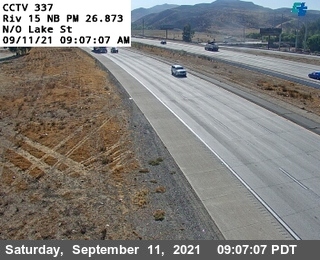 CCTV 337
Riv 15 NB PM 26.873
N/O Lake St
09/11/21 09:07:07 AM
Saturday, September 11, 2021 09:07:07 PDT